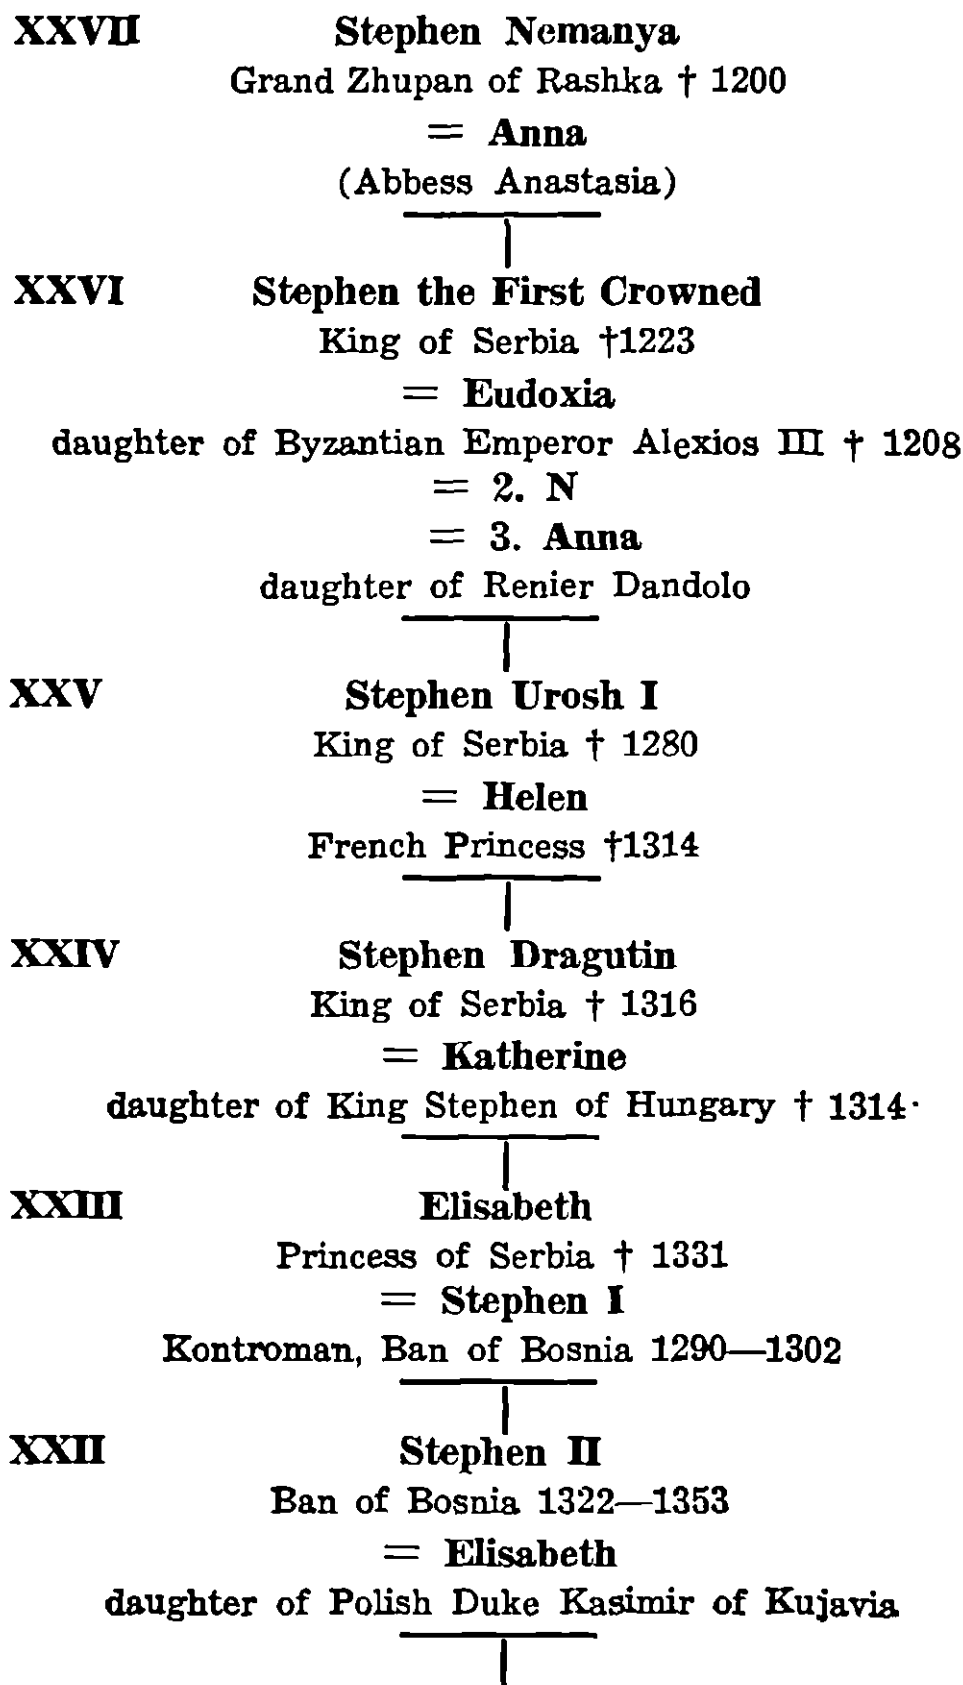 XXVII Stephen Nemanya
Grand Zhupan of Rashka † 1200
= Anna
(Abbess Anastasia)
XXVI Stephen the First Crowned
King of Serbia †1223
= Eudoxia
daughter of Byzantian Emperor Alexios III † 1208
= 2. N
= 3. Anna
daughter of Renier Dandolo
XXV Stephen Urosh I
King of Serbia † 1280
= Helen
French Princess †1314
XXIV Stephen Dragutin
King of Serbia † 1316
= Katherine
daughter of King Stephen of Hungary † 1314·
XXIII Elisabeth
Princess of Serbia † 1331
= Stephen I
Kontroman, Ban of Bosnia 1290—1302
XXII Stephen II
Ban of Bosnia 1322—1353
= Elisabeth
daughter of Polish Duke Kasimir of Kujavia